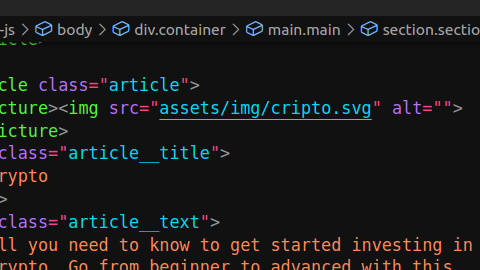 -js > body > div.container > main.main > section.sectio
cle class="article">
cture><img src="assets/img/cripto.svg" alt="">
icture>
class="article__title">
rypto
>
class="article__text">
ll you need to know to get started investing in
rypto. Go from beginner to advanced with this